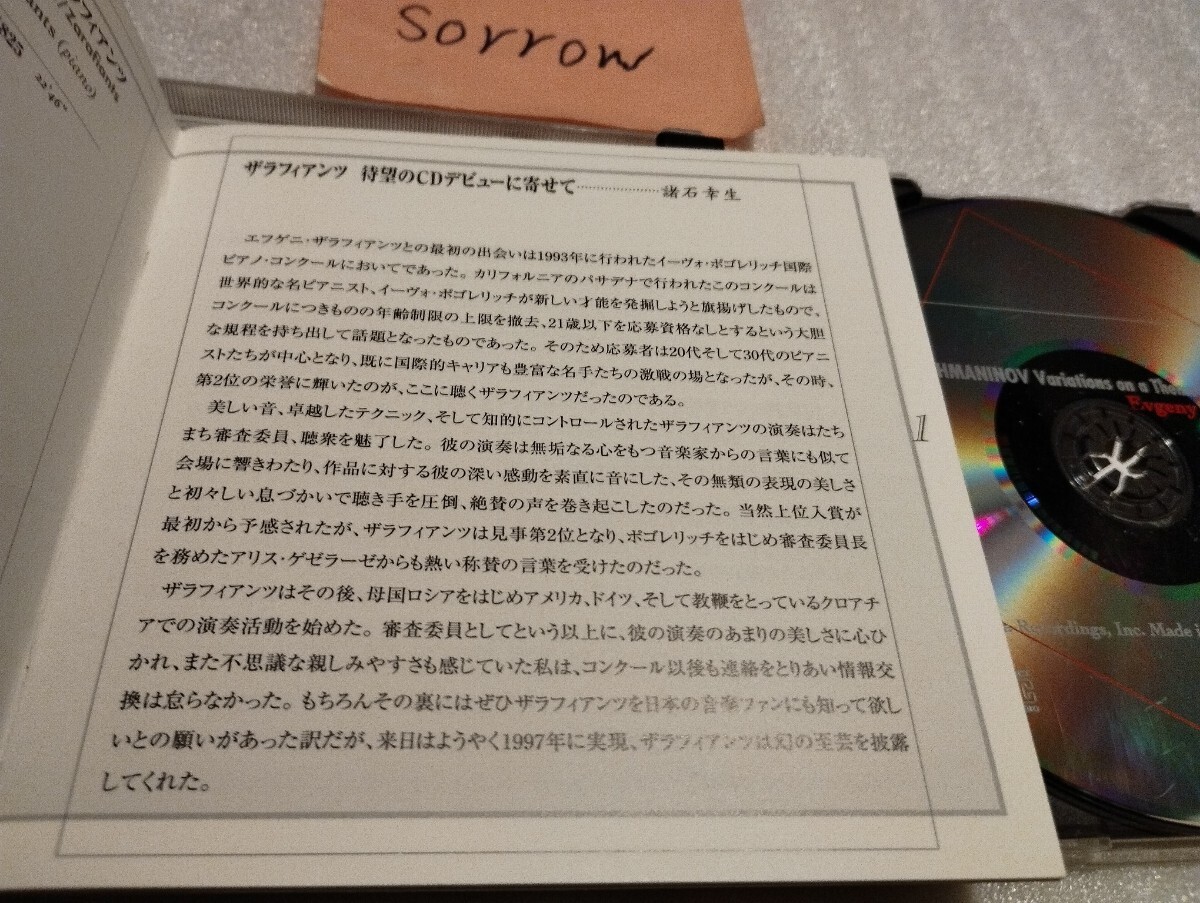 sorrow
フィアンツ
Zarafiants
ants (piano)
825
22'46"
ザラフィアンツ 待望のCDデビューに寄せて…………………諸石幸生
エフゲニ・ザラフィアンツとの最初の出会いは1993年に行われたイーヴォ・ポゴレリッチ国際
ピアノ・コンクールにおいてであった。カリフォルニアのパサデナで行われたこのコンクールは
世界的な名ピアニスト、イーヴォ・ポゴレリッチが新しい才能を発掘しようと旗揚げしたもので、
コンクールにつきものの年齢制限の上限を撤去、21歳以下を応募資格なしとするという大胆
な規程を持ち出して話題となったものであった。そのため応募者は20代そして30代のピアニ
ストたちが中心となり、既に国際的キャリアも豊富な名手たちの激戦の場となったが、その時、
第2位の栄誉に輝いたのが、ここに聴くザラフィアンツだったのである。
美しい音、卓越したテクニック、そして知的にコントロールされたザラフィアンツの演奏はたち
まち審査委員、聴衆を魅了した。彼の演奏は無垢なる心をもつ音楽家からの言葉にも似て
会場に響きわたり、作品に対する彼の深い感動を素直に音にした、その無類の表現の美しさ
と初々しい息づかいで聴き手を圧倒、絶賛の声を巻き起こしたのだった。当然上位入賞が
最初から予感されたが、ザラフィアンツは見事第2位となり、ポゴレリッチをはじめ審査委員長
を務めたアリス・ゲゼラーゼからも熱い称賛の言葉を受けたのだった。
ザラフィアンツはその後、母国ロシアをはじめアメリカ、ドイツ、そして教鞭をとっているクロアチ
アでの演奏活動を始めた。審査委員としてという以上に、彼の演奏のあまりの美しさに心ひ
かれ、また不思議な親しみやすさも感じていた私は、コンクール以後も連絡をとりあい情報交
換は怠らなかった。もちろんその裏にはぜひザラフィアンツを日本の音楽ファンにも知って欲し
いとの願いがあった訳だが、来日はようやく1997年に実現、ザラフィアンツは幻の至芸を披露
してくれた。
1
HMANINOV Variations on a The
Evgeny
Recordings, Inc. Made i